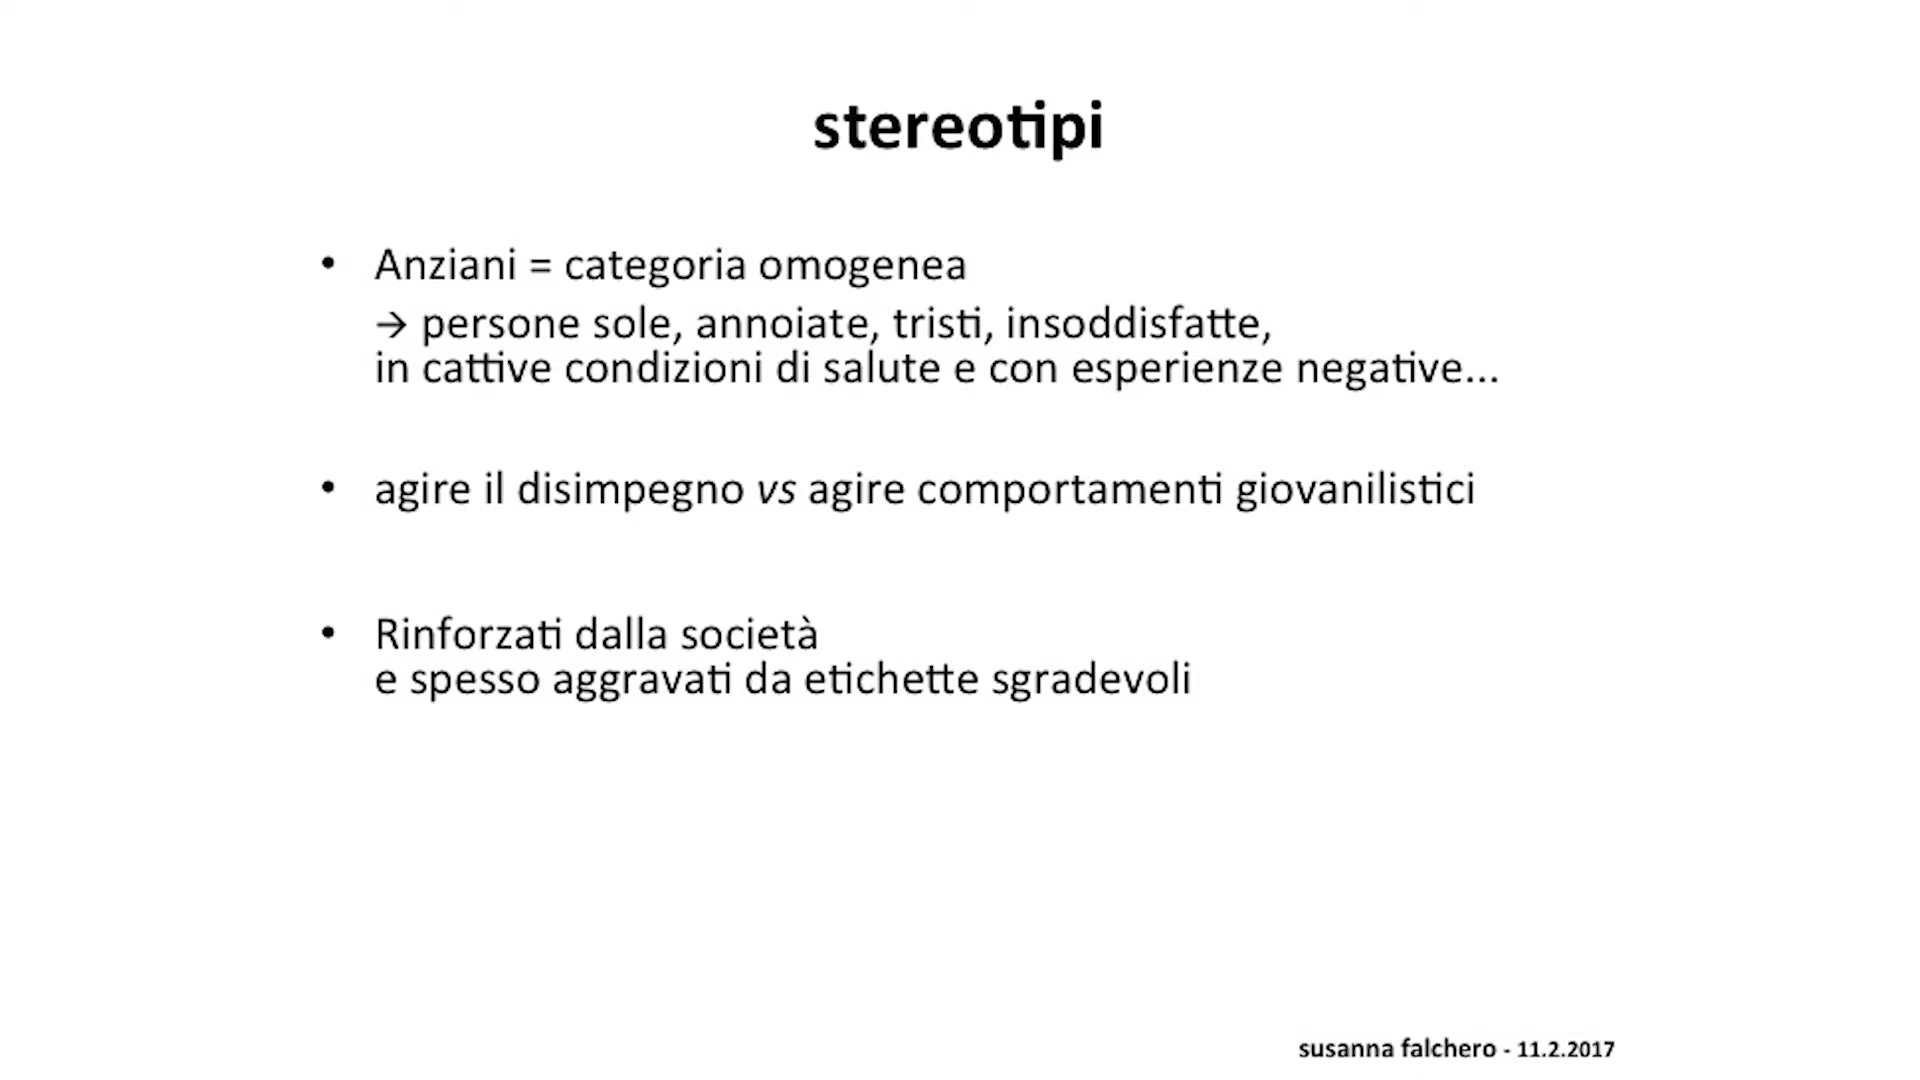 stereotipi
• Anziani = categoria omogenea
→ persone sole, annoiate, tristi, insoddisfatte,
in cattive condizioni di salute e con esperienze negative...
• agire il disimpegno vs agire comportamenti giovanilistici
• Rinforzati dalla società
e spesso aggravati da etichette sgradevoli
susanna falchero - 11.2.2017